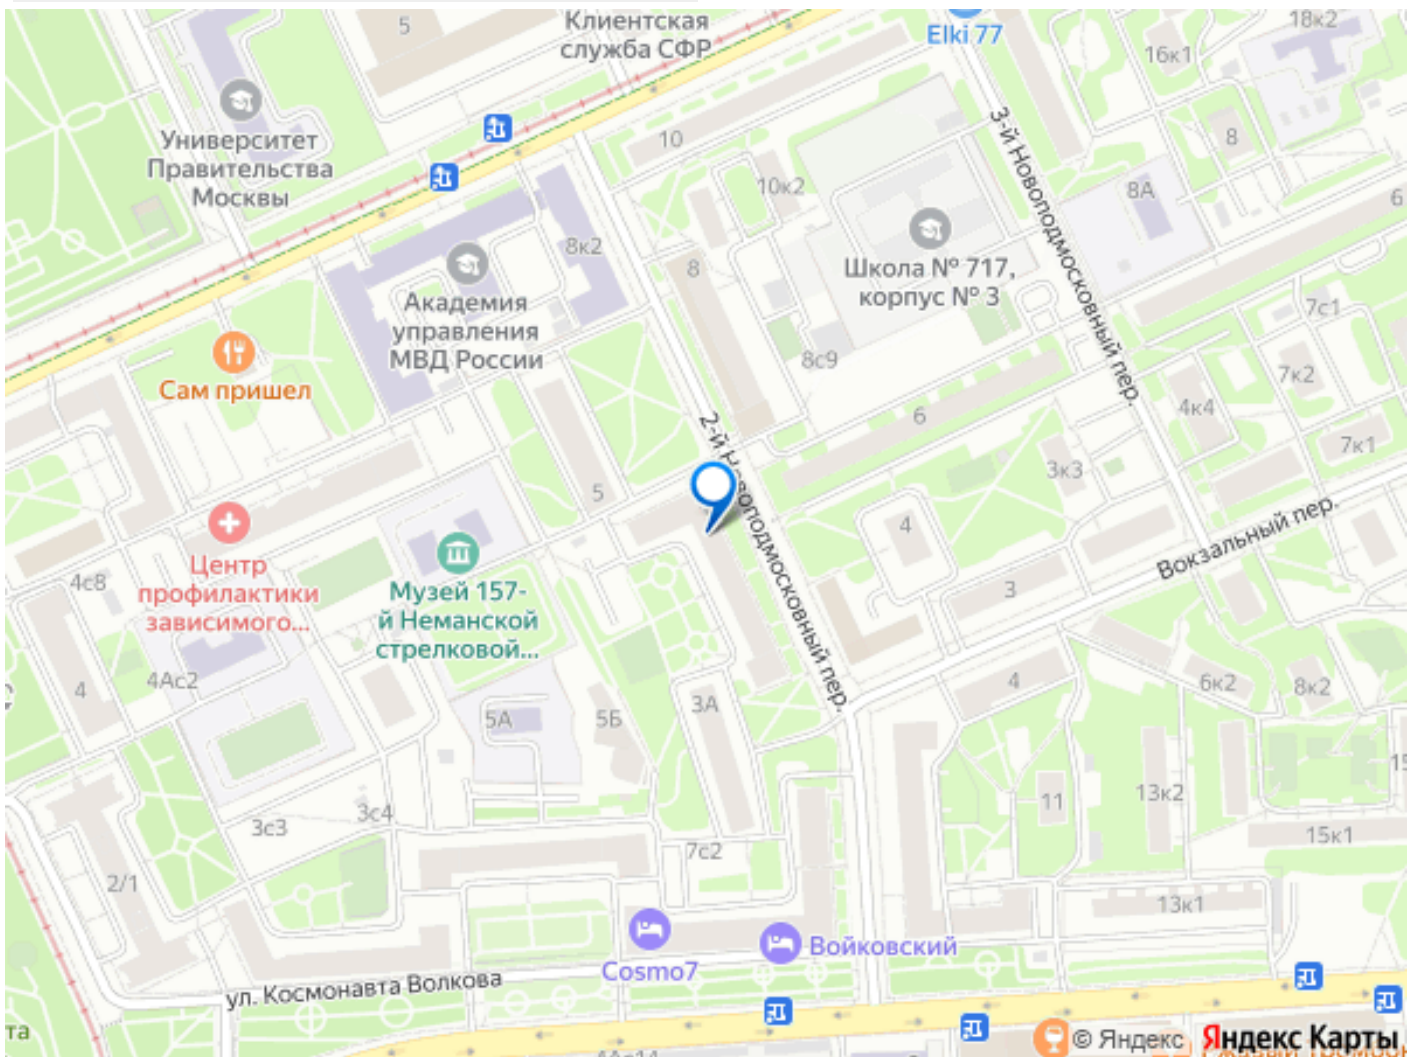 5
Клиентская
служба СФР
Elki 77
18к2
16к1
Университет
Правительства
Москвы
10
10к2
3-й Новоподмосковный пер.
8
8А
6
8к2
8
Школа № 717,
корпус № 3
Академия
управления
МВД России
7с1
8с9
7к2
Сам пришел
4к4
6
7к1
2-й Новоподмосковный пер.
3к3
5
4
Вокзальный пер.
Центр
профилактики
зависимого...
4с8
Музей 157-
й Неманской
стрелковой...
3
4
4Ас2
5А
5Б
3А
4
6к2
8к2
11
13к2
3с3
3с4
7с2
15к1
2/1
13к1
Войковский
Cosmo7
ул. Космонавта Волкова
та
© Яндекс
Яндекс Карты